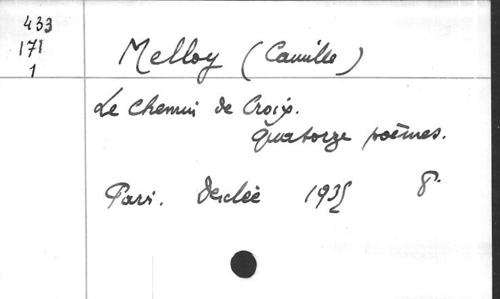 433
171
1
Melloy (Camille)
Le Chemin de Croix.
Quatorze poèmes.
Paris. Desclée 1935 8°.